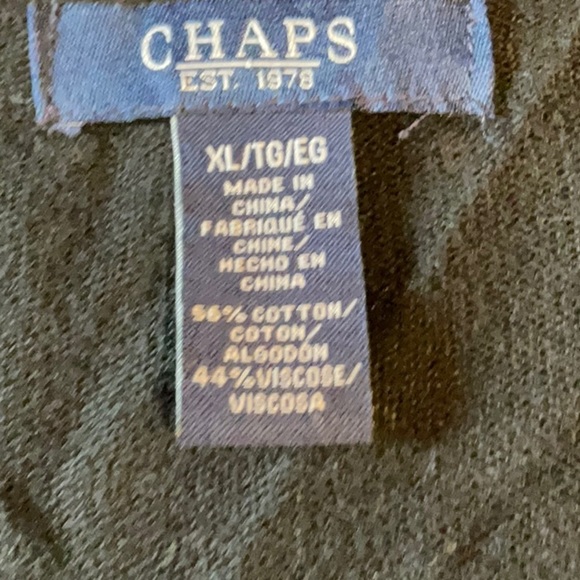 CHAPS
EST. 1978
XL/TG/EG
MADE IN
CHINA/
FABRIQUÉ EN
CHINE/
HECHO EN
CHINA
56% COTTON/
COTON/
ALGODÓN
44% VISCOSE/
VISCOSA